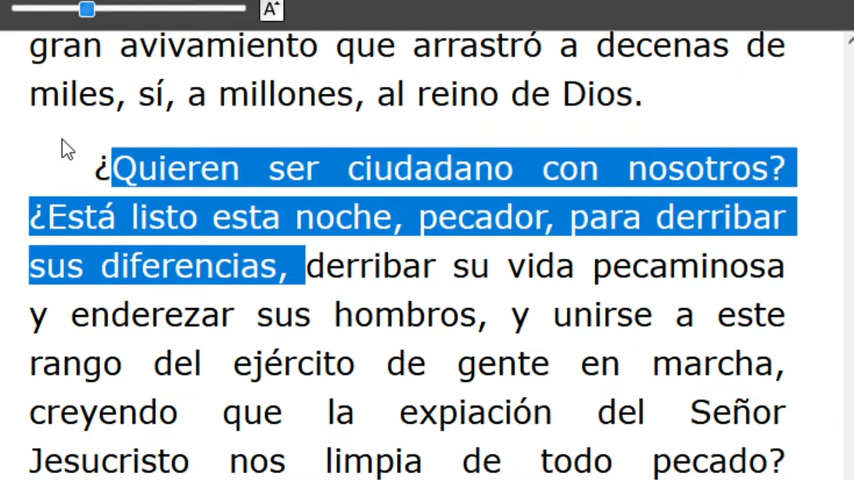 A
gran avivamiento que arrastró a decenas de
miles, sí, a millones, al reino de Dios.
¿Quieren ser ciudadano con nosotros?
¿Está listo esta noche, pecador, para derribar
sus diferencias, derribar su vida pecaminosa
y enderezar sus hombros, y unirse a este
rango del ejército de gente en marcha,
creyendo que la expiación del Señor
Jesucristo nos limpia de todo pecado?